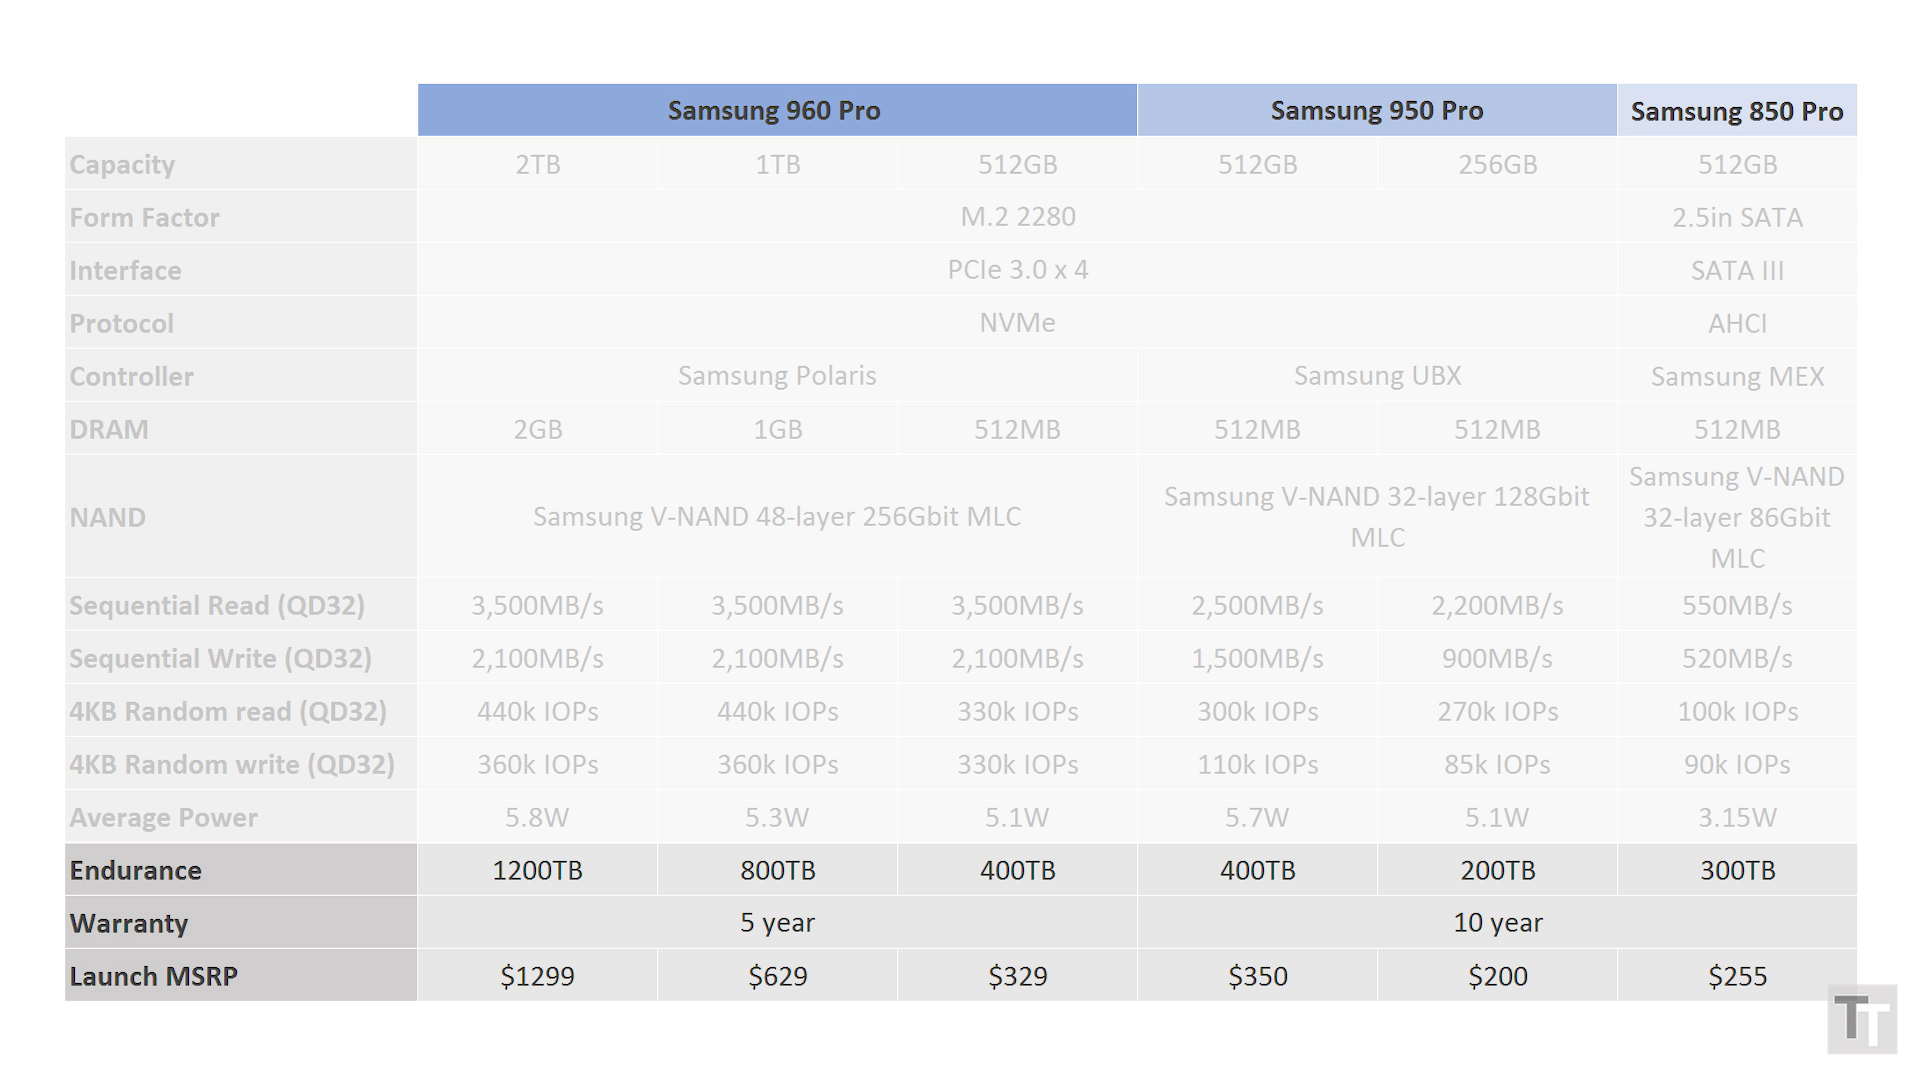 Samsung 960 Pro Samsung 950 Pro Samsung 850 Pro
Capacity 2TB 1TB 512GB 512GB 256GB 512GB
Form Factor M.2 2280 2.5in SATA
Interface PCIe 3.0 x 4 SATA III
Protocol NVMe AHCI
Controller Samsung Polaris Samsung UBX Samsung MEX
DRAM 2GB 1GB 512MB 512MB 512MB 512MB
NAND Samsung V-NAND 48-layer 256Gbit MLC
Samsung V-NAND 32-layer 128Gbit
MLC
Samsung V-NAND
32-layer 86Gbit
MLC
Sequential Read (QD32) 3,500MB/s 3,500MB/s 3,500MB/s 2,500MB/s 2,200MB/s 550MB/s
Sequential Write (QD32) 2,100MB/s 2,100MB/s 2,100MB/s 1,500MB/s 900MB/s 520MB/s
4KB Random read (QD32) 440k IOPs 440k IOPs 330k IOPs 300k IOPs 270k IOPs 100k IOPs
4KB Random write (QD32) 360k IOPs 360k IOPs 330k IOPs 110k IOPs 85k IOPs 90k IOPs
Average Power 5.8W 5.3W 5.1W 5.7W 5.1W 3.15W
Endurance 1200TB 800TB 400TB 400TB 200TB 300TB
Warranty 5 year 10 year
Launch MSRP $1299 $629 $329 $350 $200 $255
TT